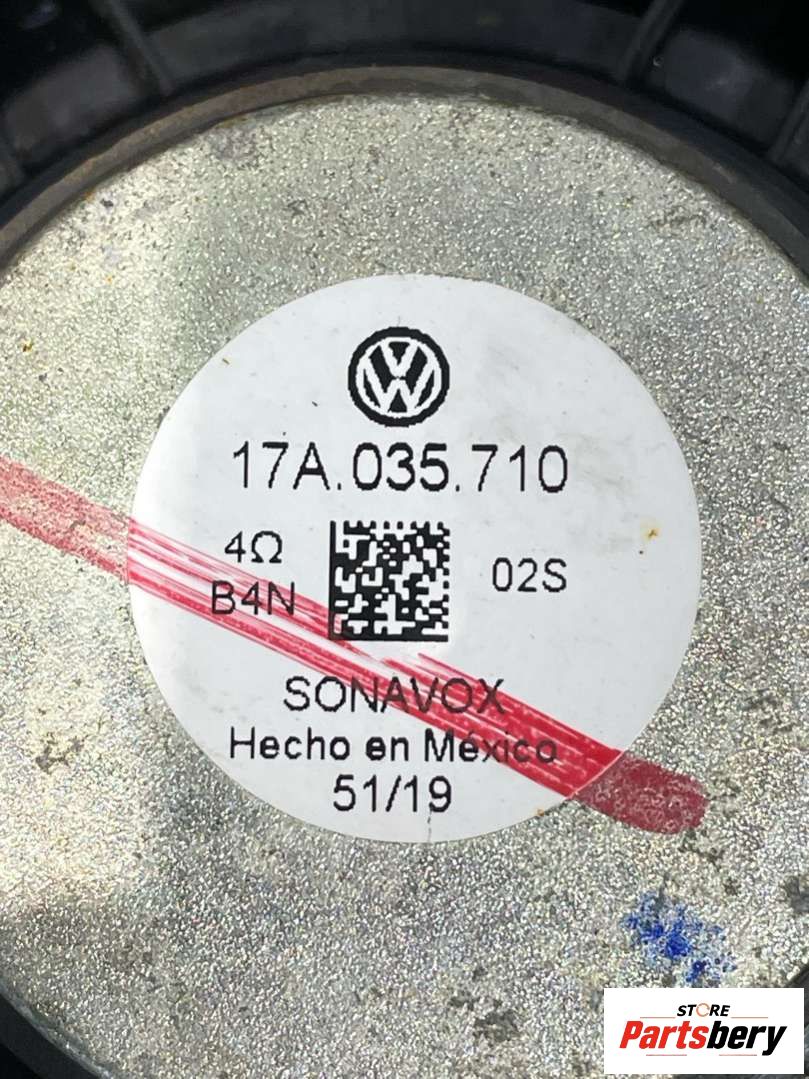 17A.035.710
4Ω
B4N
02S
SONAVOX
Hecho en México
51/19
STORE
Partsbery